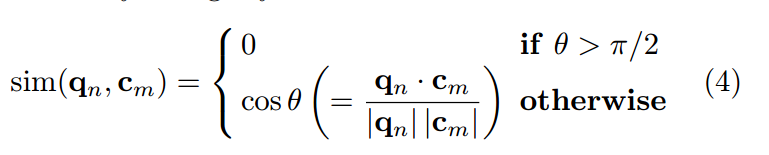 sim(𝐪ₙ, 𝐜ₘ) = { 0 if θ > π/2
cos θ (= 𝐪ₙ · 𝐜ₘ / |𝐪ₙ| |𝐜ₘ|) otherwise (4)